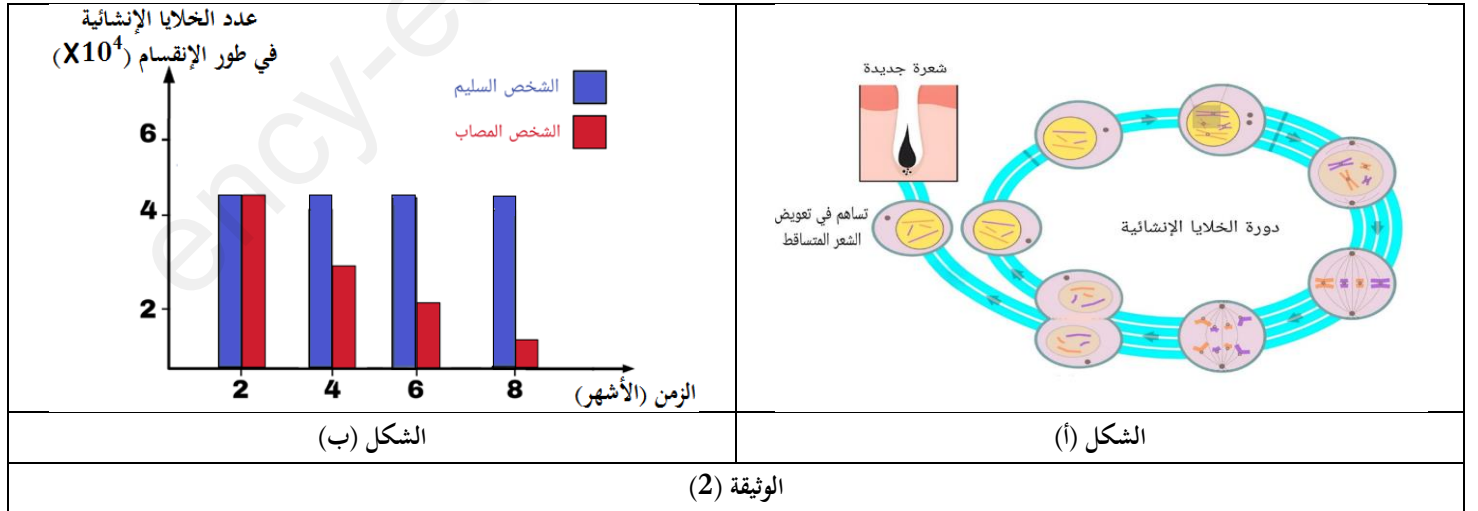 شعرة جديدة
تساهم في تعويض
الشعر المتساقط
دورة الخلايا الإنشائية
الشكل (أ)
عدد الخلايا الإنشائية
في طور الإنقسام (X10⁴)
الشخص السليم
الشخص المصاب
6
4
2
2 4 6 8
الزمن (الأشهر)
الشكل (ب)
الوثيقة (2)
ency-e